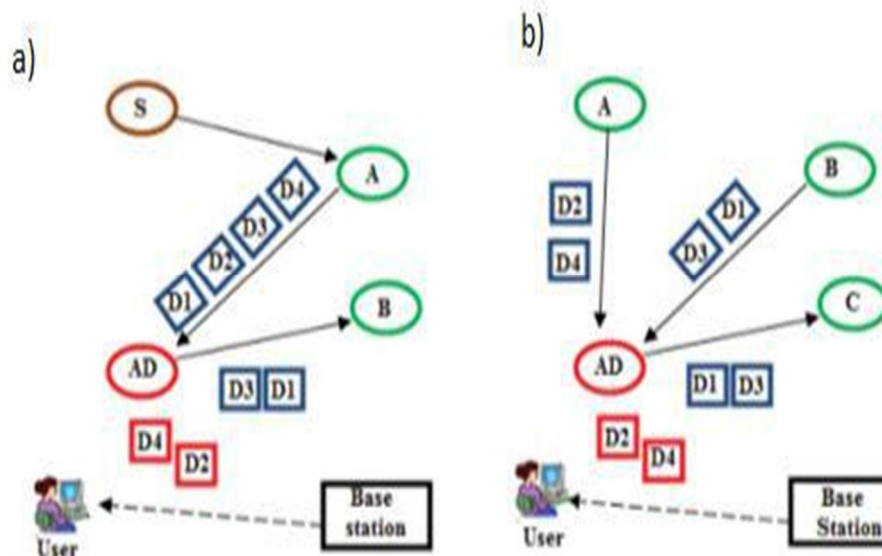 a)
S
A
D4
D3
D2
D1
B
AD
D3 D1
D4
D2
Base
station
User
b)
A
B
D2
D1
D3
D4
C
AD
D1 D3
D2
D4
Base
Station
User